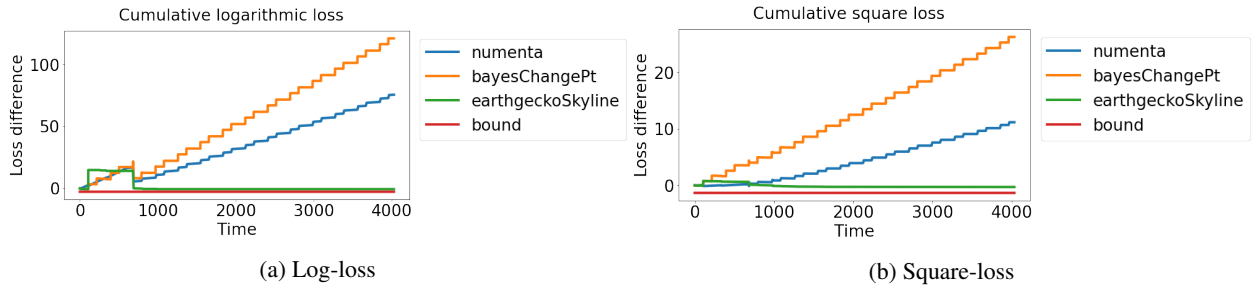 Cumulative logarithmic loss
Loss difference
100
50
0
0 1000 2000 3000 4000
Time
numenta
bayesChangePt
earthgeckoSkyline
bound
(a) Log-loss
Cumulative square loss
Loss difference
20
10
0
0 1000 2000 3000 4000
Time
numenta
bayesChangePt
earthgeckoSkyline
bound
(b) Square-loss